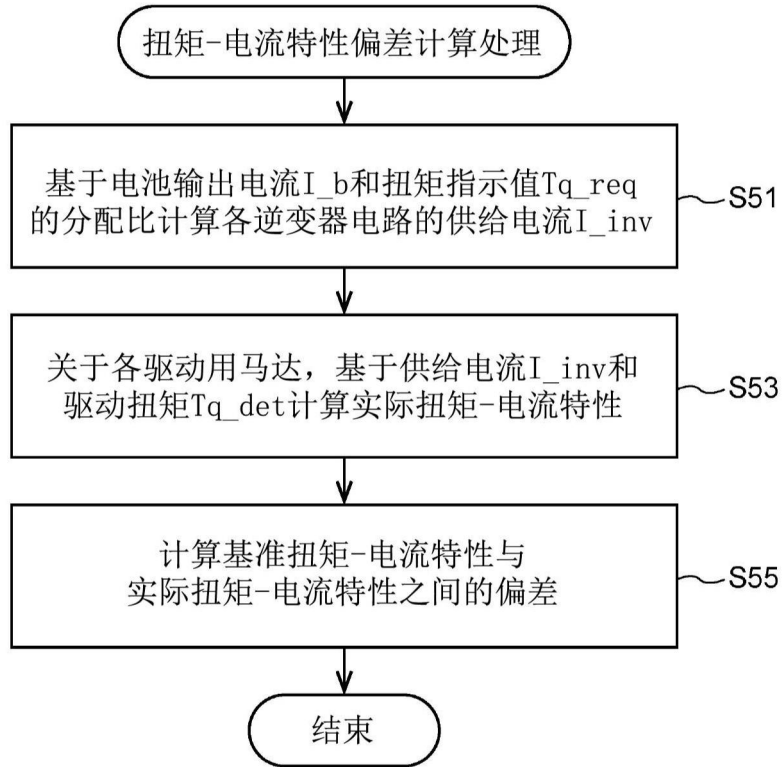 扭矩-电流特性偏差计算处理
基于电池输出电流I_b和扭矩指示值Tq_req
的分配比计算各逆变器电路的供给电流I_inv
S51
关于各驱动用马达，基于供给电流I_inv和
驱动扭矩Tq_det计算实际扭矩-电流特性
S53
计算基准扭矩-电流特性与
实际扭矩-电流特性之间的偏差
S55
结束